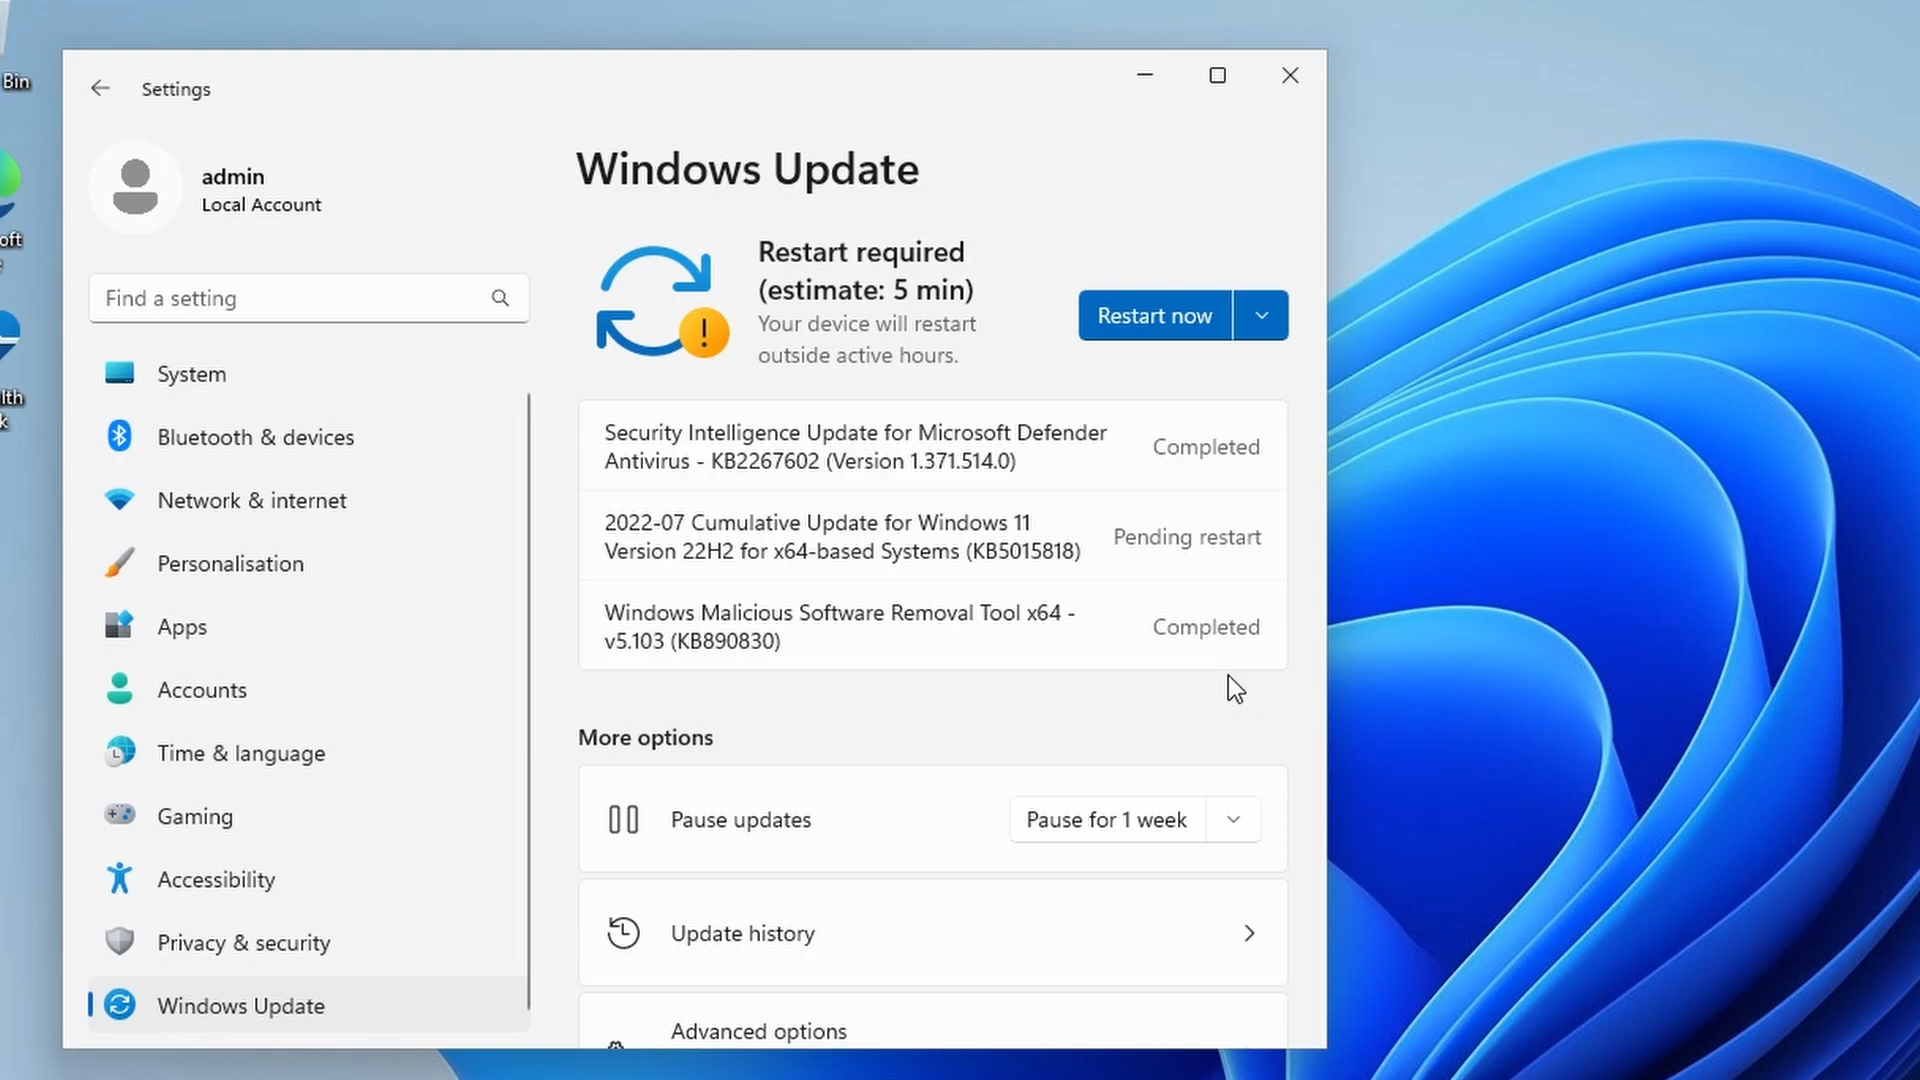 Bin
oft
lth
k
Settings
admin
Local Account
Find a setting
System
Bluetooth & devices
Network & internet
Personalisation
Apps
Accounts
Time & language
Gaming
Accessibility
Privacy & security
Windows Update
Windows Update
Restart required
(estimate: 5 min)
Your device will restart
outside active hours.
Restart now
Security Intelligence Update for Microsoft Defender
Antivirus - KB2267602 (Version 1.371.514.0)
Completed
2022-07 Cumulative Update for Windows 11
Version 22H2 for x64-based Systems (KB5015818)
Pending restart
Windows Malicious Software Removal Tool x64 -
v5.103 (KB890830)
Completed
More options
Pause updates
Pause for 1 week
Update history
Advanced options